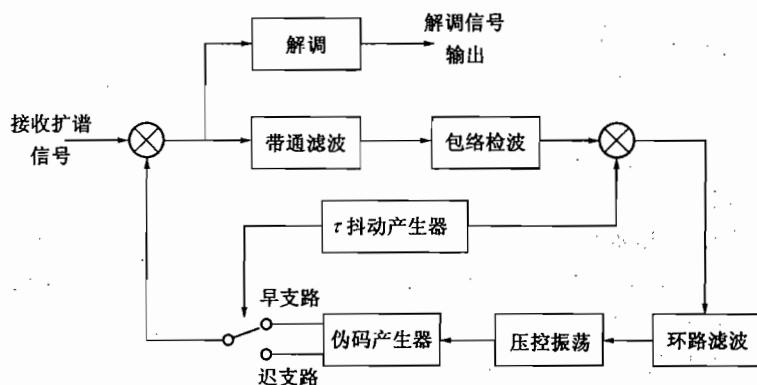 解调
解调信号
输出
接收扩谱
信号
带通滤波
包络检波
τ抖动产生器
早支路
伪码产生器
压控振荡
环路滤波
迟支路